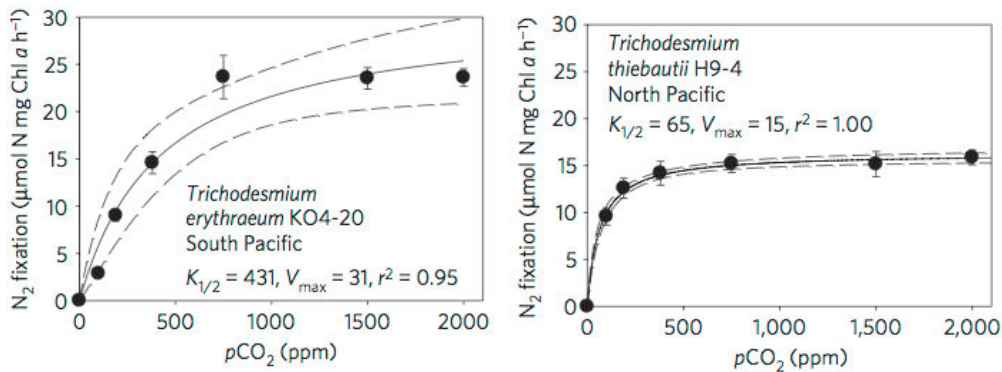 30
25
20
15
10
5
0
N₂ fixation (μmol N mg Chl a h⁻¹)
Trichodesmium
erythraeum KO4-20
South Pacific
K₁/₂ = 431, Vmax = 31, r² = 0.95
0 500 1000 1500 2000
pCO₂ (ppm)
30
25
20
15
10
5
0
N₂ fixation (μmol N mg Chl a h⁻¹)
Trichodesmium
thiebautii H9-4
North Pacific
K₁/₂ = 65, Vmax = 15, r² = 1.00
0 500 1,000 1,500 2,000
pCO₂ (ppm)